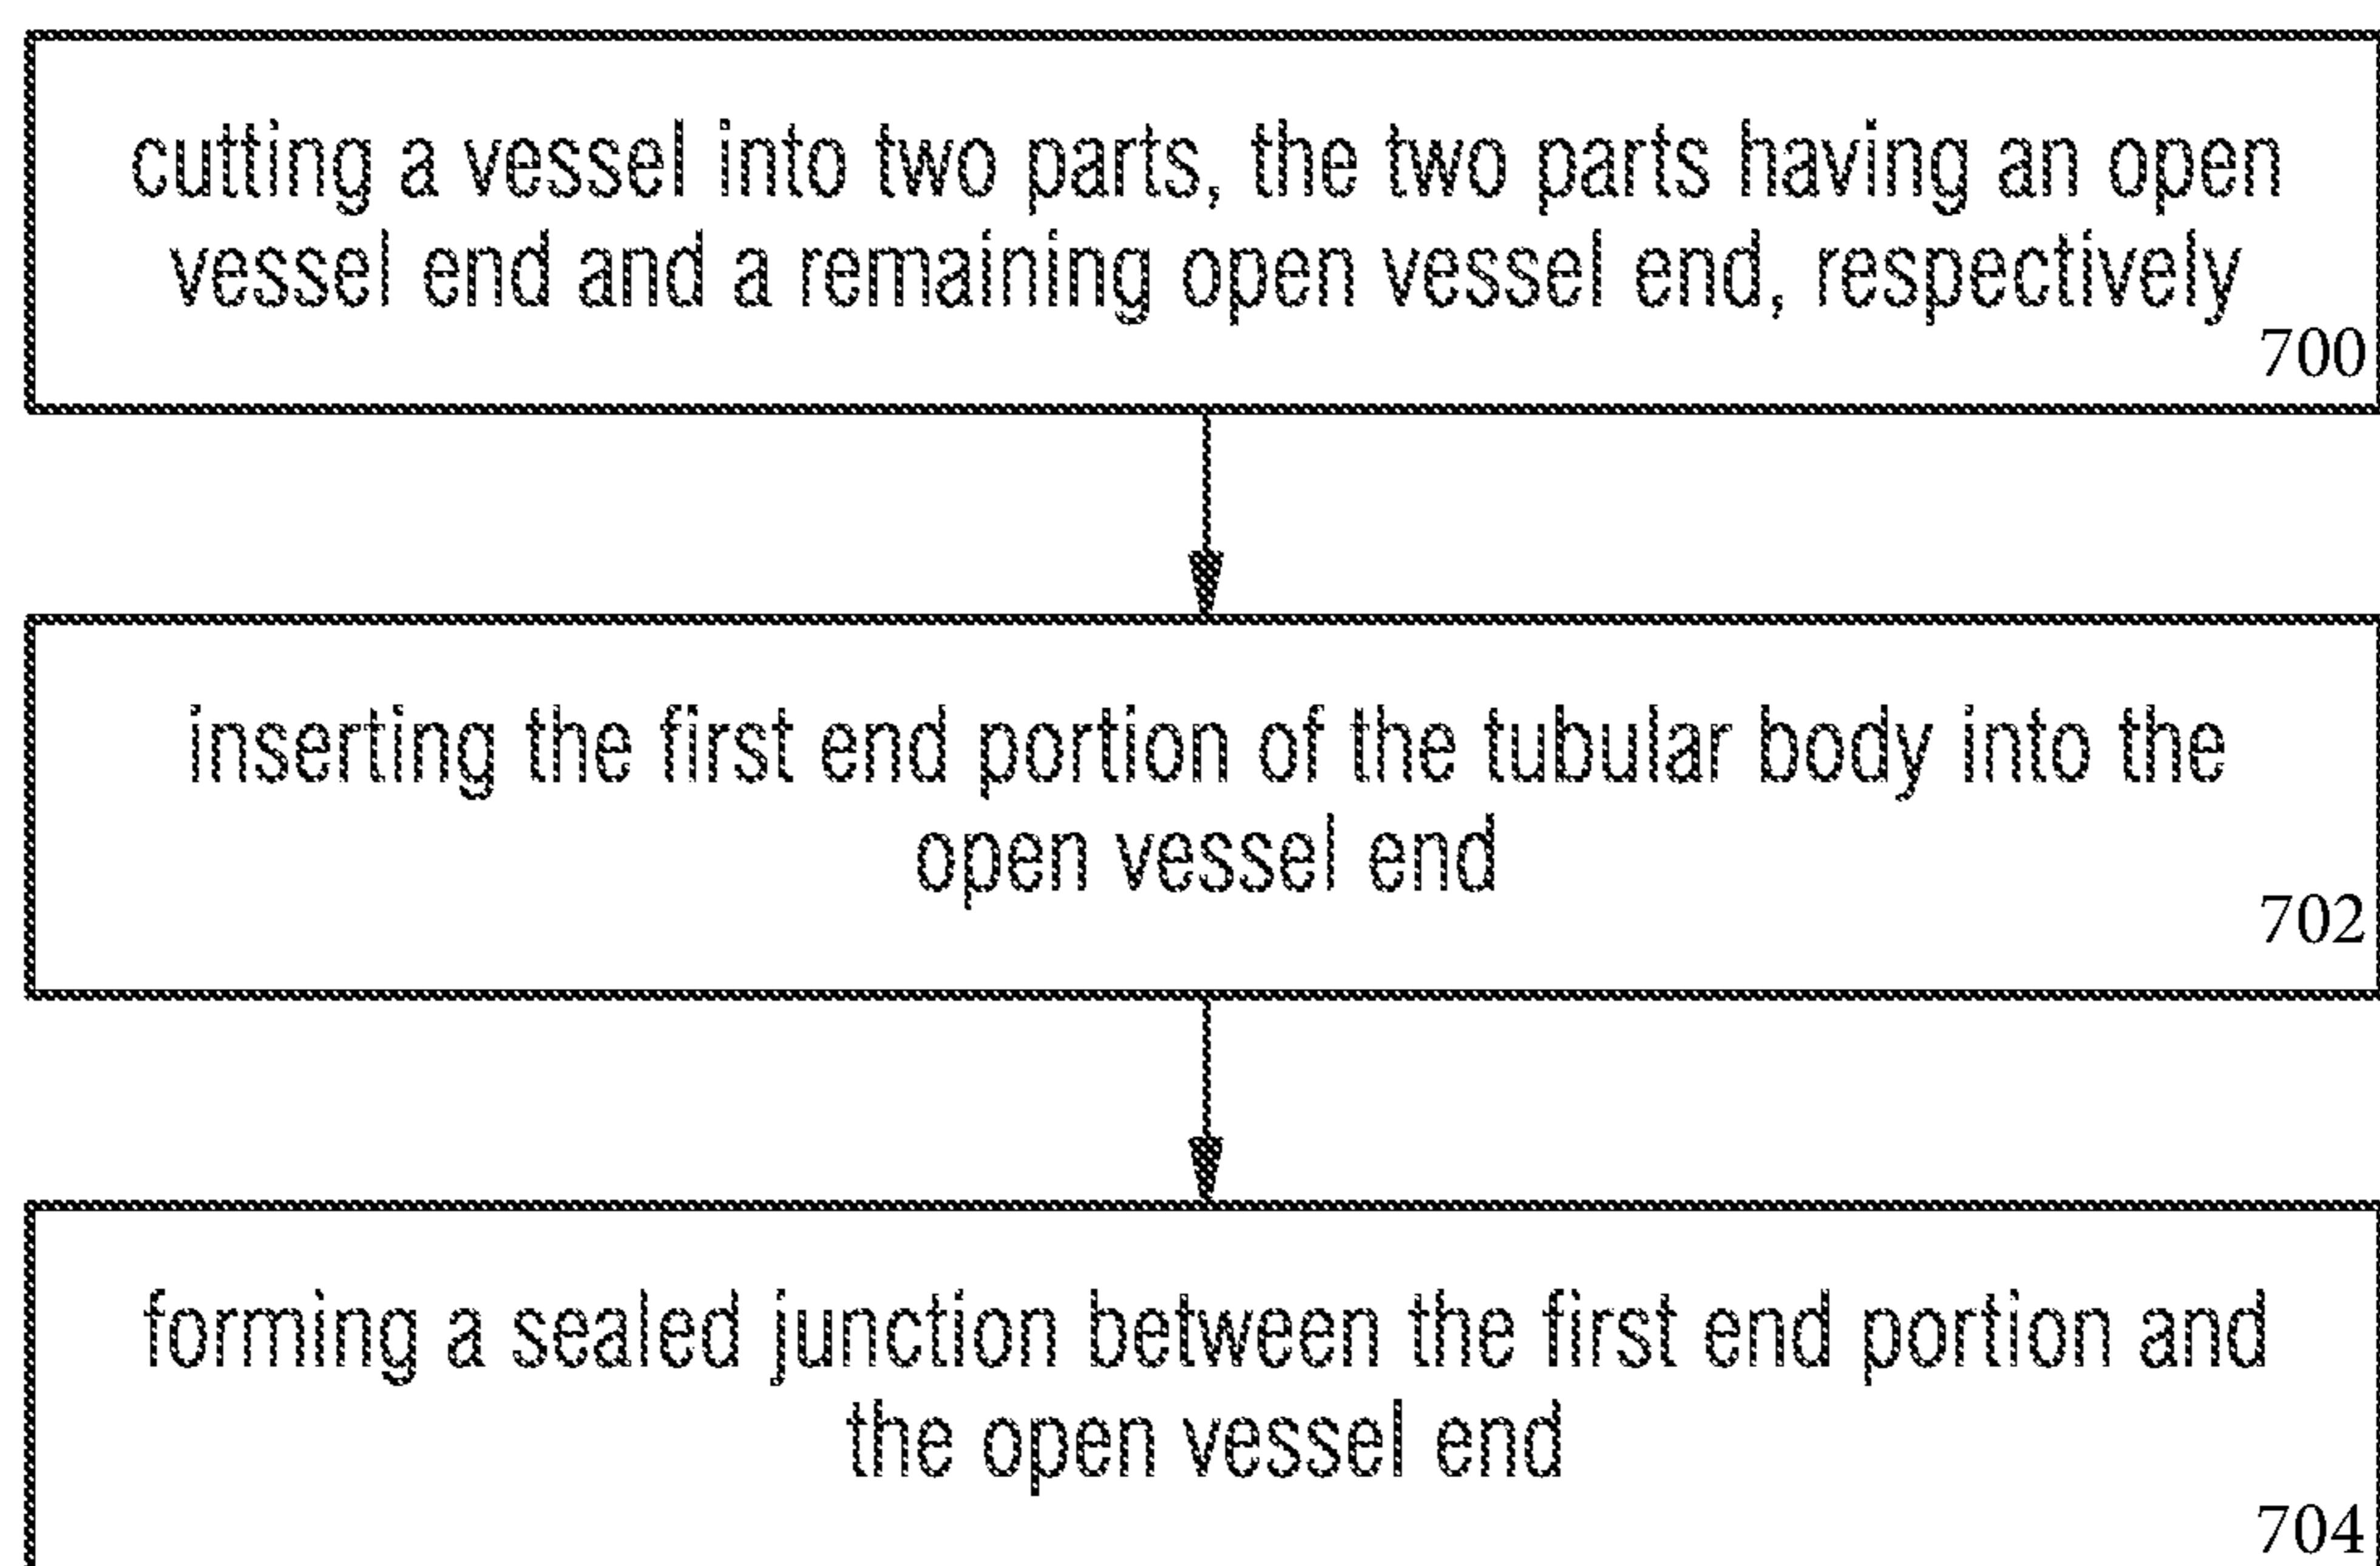 cutting a vessel into two parts, the two parts having an open
vessel end and a remaining open vessel end, respectively
700
inserting the first end portion of the tubular body into the
open vessel end
702
forming a sealed junction between the first end portion and
the open vessel end
704